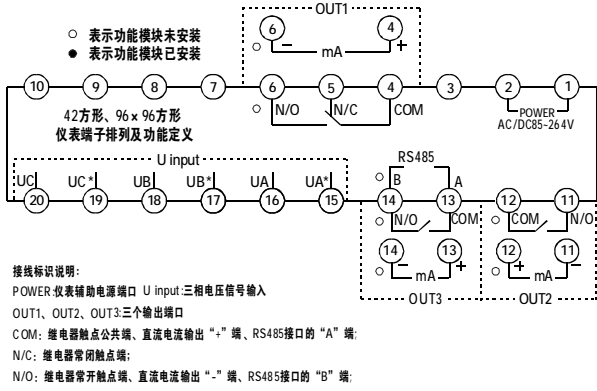 OUT1
○ 表示功能模块未安装
● 表示功能模块已安装
6 4
○ − mA +
10 9 8 7 6 5 4 3 2 1
○ N/O N/C COM
POWER
AC/DC85-264V
42方形、96×96方形
仪表端子排列及功能定义
U input
RS485
UC UC* UB UB* UA UA* ○ B A
20 19 18 17 16 15 14 13 12 11
○ N/O COM ○ COM N/O
14 13 12 11
○ − mA + ○ + mA −
OUT3 OUT2
接线标识说明:
POWER:仪表辅助电源端口 U input:三相电压信号输入
OUT1、OUT2、OUT3:三个输出端口
COM: 继电器触点公共端、直流电流输出“+”端、RS485接口的“A”端;
N/C: 继电器常闭触点端;
N/O: 继电器常开触点端、直流电流输出“-”端、RS485接口的“B”端;